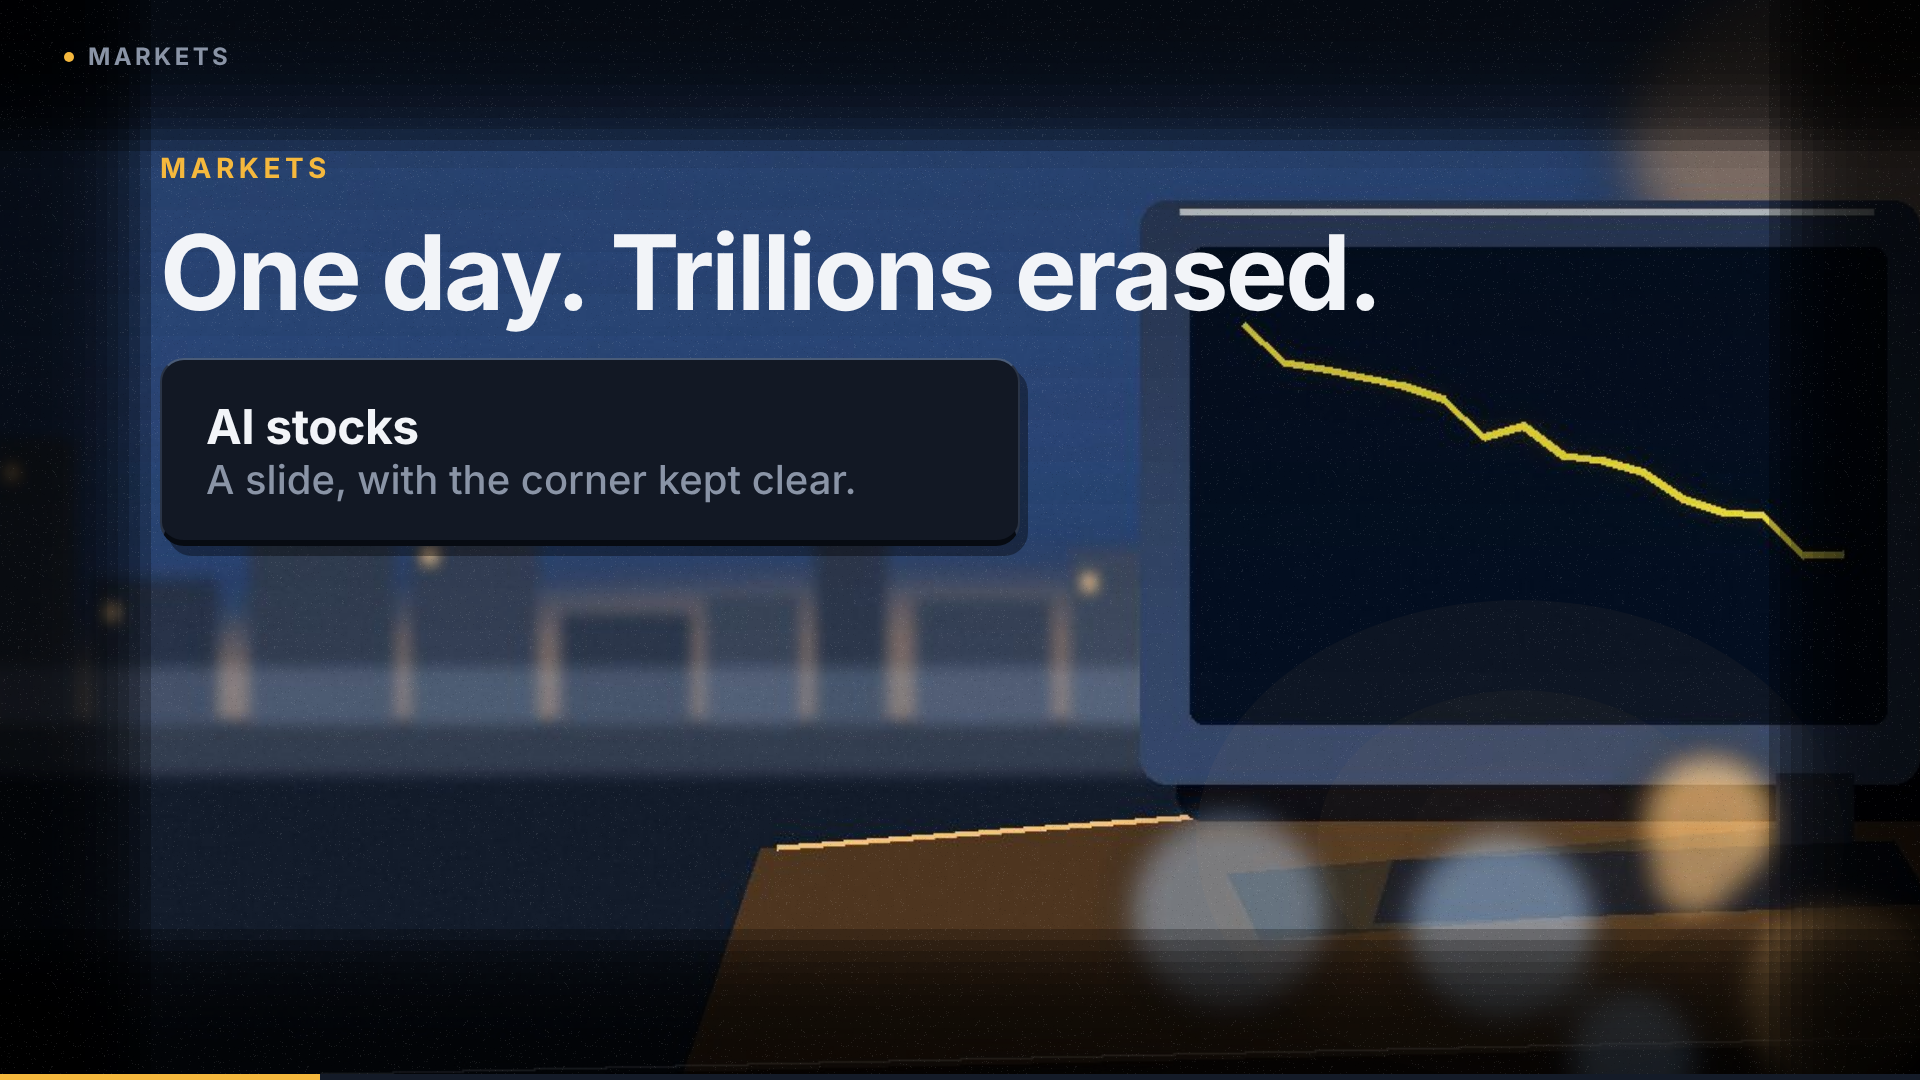 MARKETS
MARKETS
One day. Trillions erased.
AI stocks
A slide, with the corner kept clear.